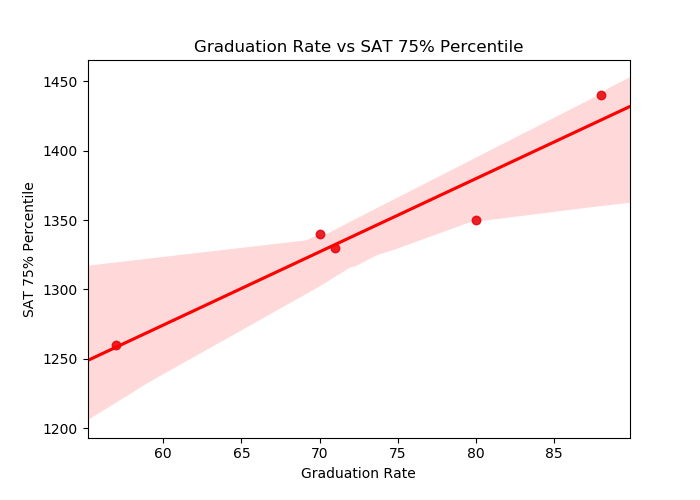 Graduation Rate vs SAT 75% Percentile
SAT 75% Percentile
1450
1400
1350
1300
1250
1200
60 65 70 75 80 85
Graduation Rate